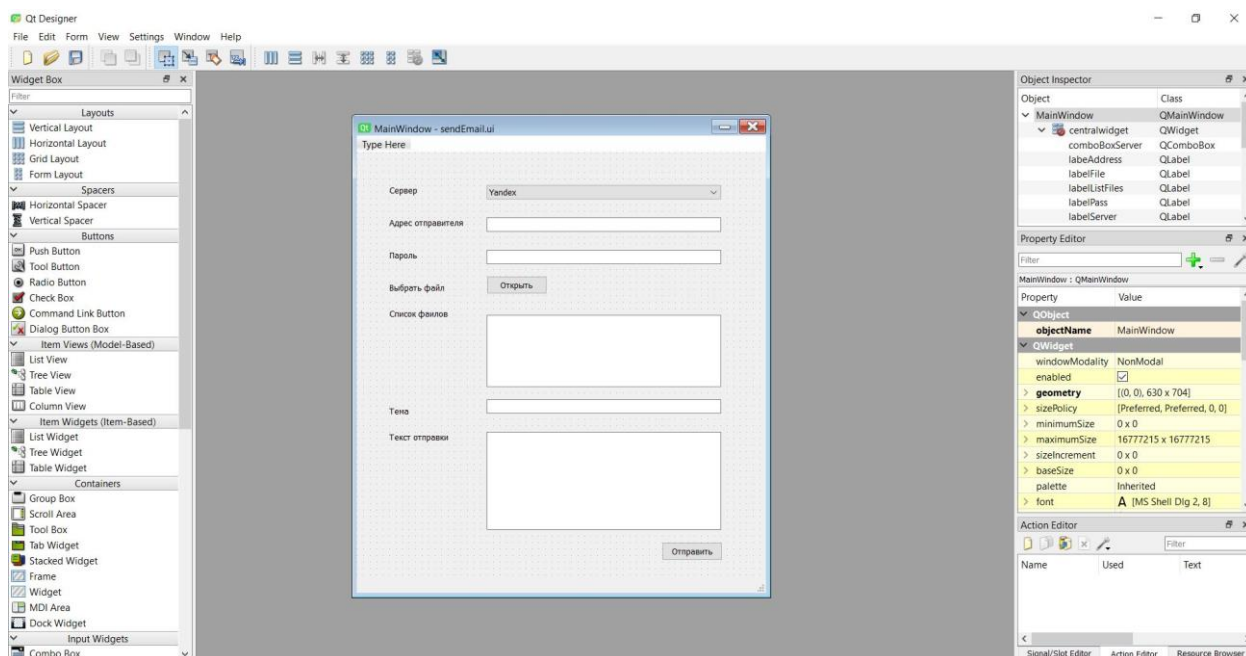 Qt Designer
File Edit Form View Settings Window Help
Widget Box
Filter
Layouts
Vertical Layout
Horizontal Layout
Grid Layout
Form Layout
Spacers
Horizontal Spacer
Vertical Spacer
Buttons
Push Button
Tool Button
Radio Button
Check Box
Command Link Button
Dialog Button Box
Item Views (Model-Based)
List View
Tree View
Table View
Column View
Item Widgets (Item-Based)
List Widget
Tree Widget
Table Widget
Containers
Group Box
Scroll Area
Tool Box
Tab Widget
Stacked Widget
Frame
Widget
MDI Area
Dock Widget
Input Widgets
Combo Box
MainWindow - sendEmail.ui
Type Here
Сервер Yandex
Адрес отправителя
Пароль
Выбрать файл Открыть
Список фаилов
Тема
Текст отправки
Отправить
Object Inspector
Object Class
MainWindow QMainWindow
centralwidget QWidget
comboBoxServer QComboBox
labeAddress QLabel
labelFile QLabel
labelListFiles QLabel
labelPass QLabel
labelServer QLabel
Property Editor
Filter
MainWindow : QMainWindow
Property Value
QObject
objectName MainWindow
QWidget
windowModality NonModal
enabled
geometry [(0, 0), 630 x 704]
sizePolicy [Preferred, Preferred, 0, 0]
minimumSize 0 x 0
maximumSize 16777215 x 16777215
sizeIncrement 0 x 0
baseSize 0 x 0
palette Inherited
font A [MS Shell Dlg 2, 8]
Action Editor
Filter
Name Used Text
Signal/Slot Editor Action Editor Resource Browser